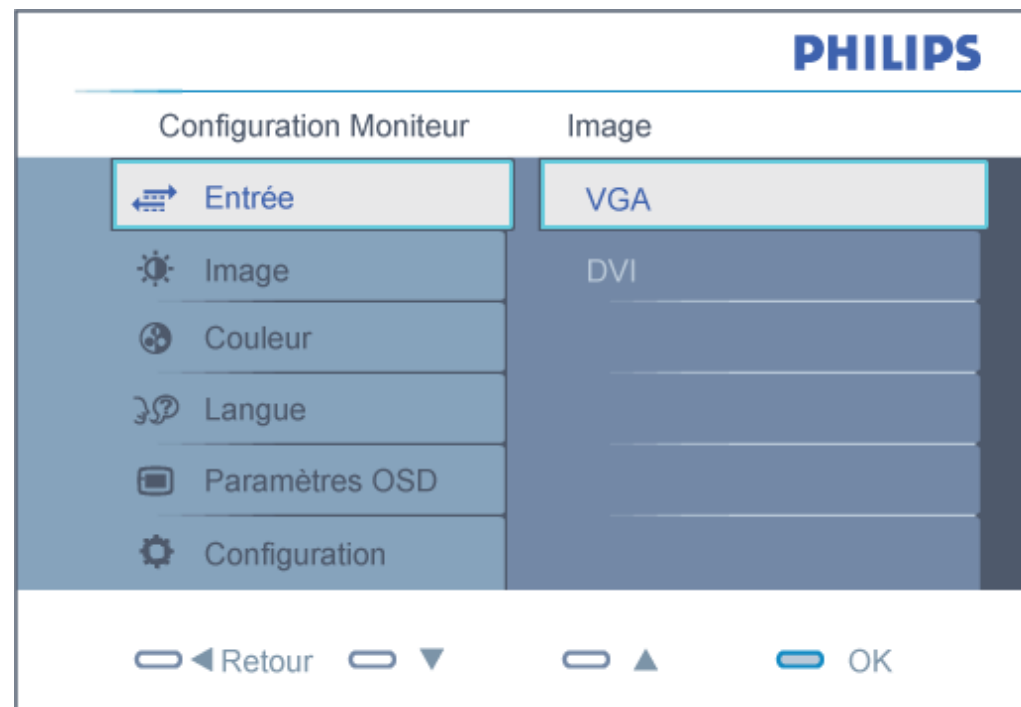 PHILIPS
Configuration Moniteur Image
Entrée VGA
Image DVI
Couleur
Langue
Paramètres OSD
Configuration
Retour OK